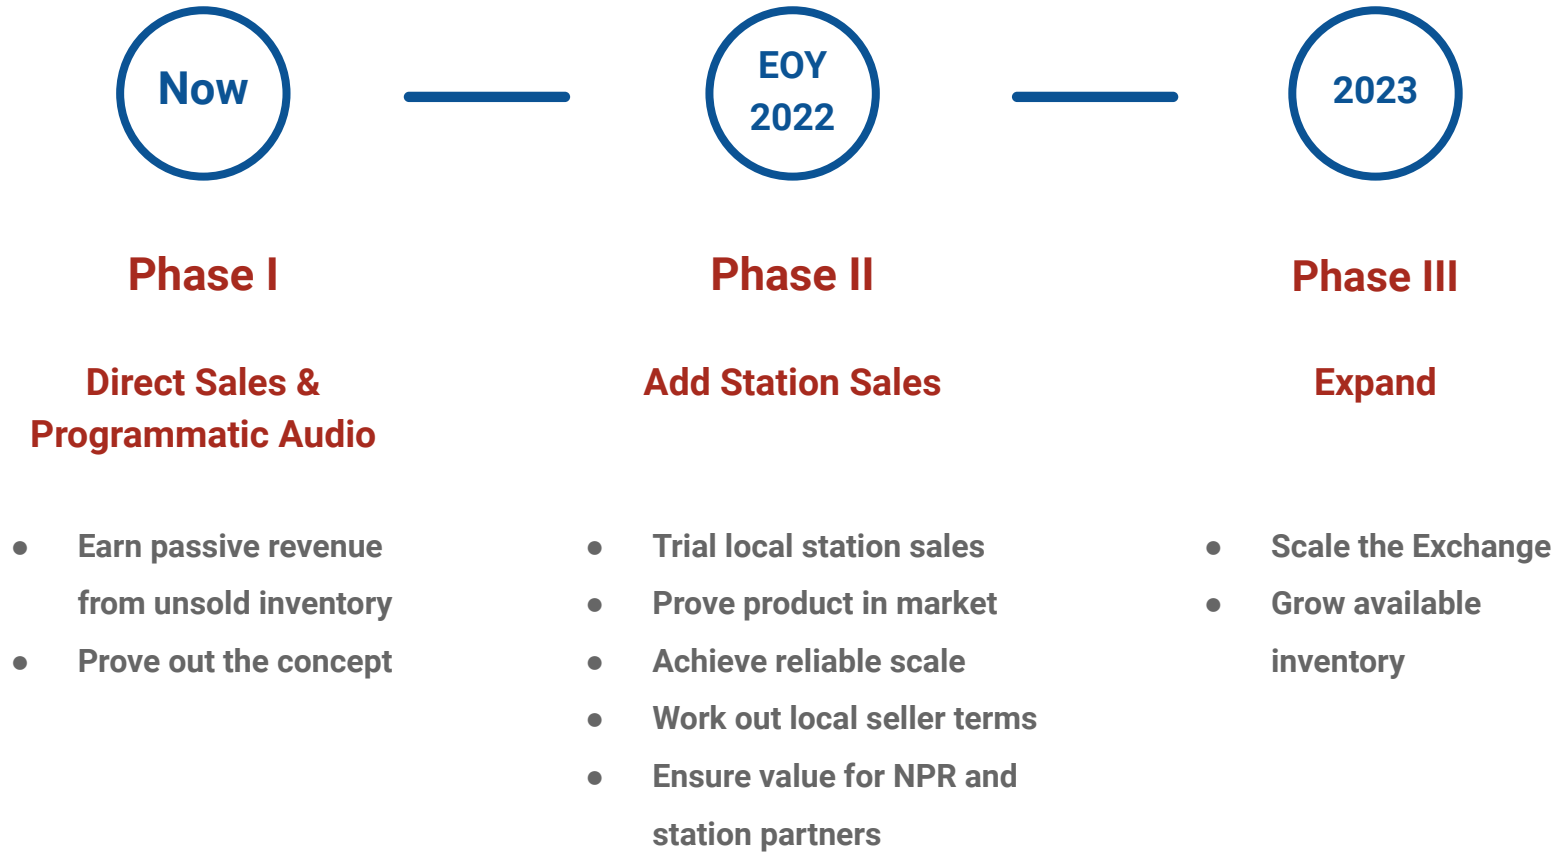 Now
EOY
2022
2023
Phase I
Direct Sales &
Programmatic Audio
● Earn passive revenue
from unsold inventory
● Prove out the concept
Phase II
Add Station Sales
● Trial local station sales
● Prove product in market
● Achieve reliable scale
● Work out local seller terms
● Ensure value for NPR and
station partners
Phase III
Expand
● Scale the Exchange
● Grow available
inventory